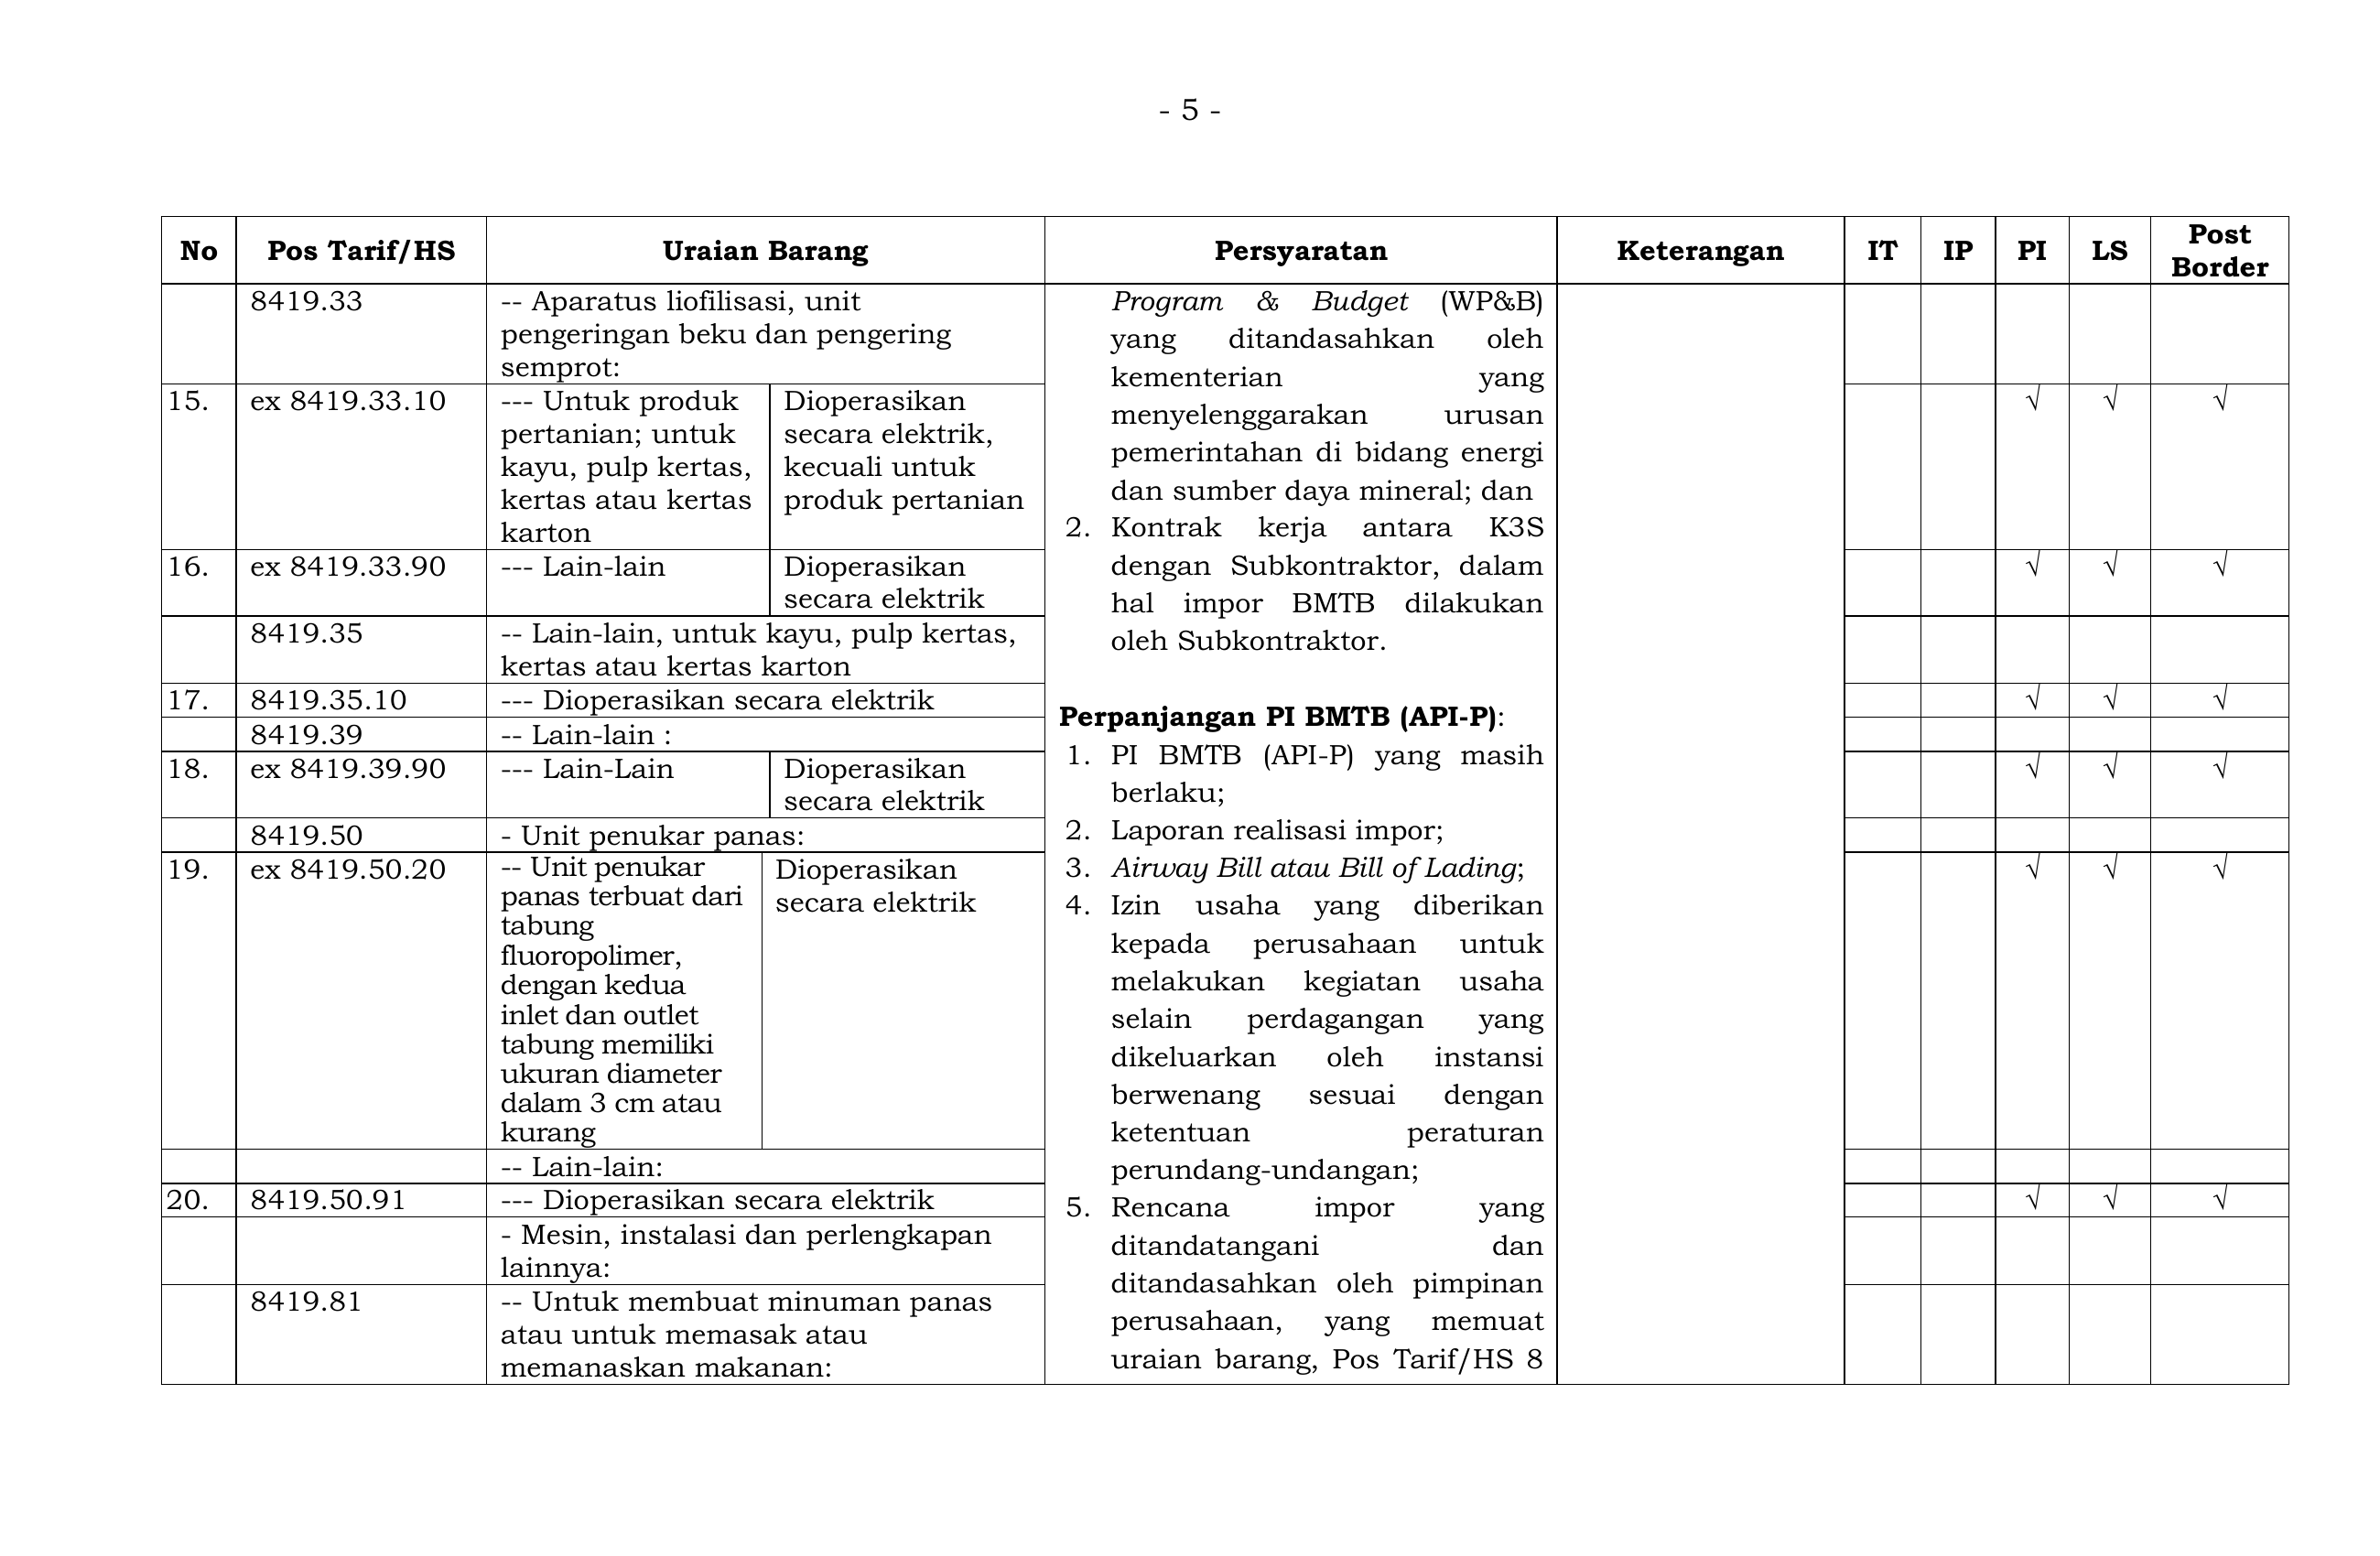 - 5 -
No Pos Tarif/HS Uraian Barang Persyaratan Keterangan IT IP PI LS Post Border
8419.33
-- Aparatus liofilisasi, unit
pengeringan beku dan pengering
semprot:
15. ex 8419.33.10
--- Untuk produk
pertanian; untuk
kayu, pulp kertas,
kertas atau kertas
karton
Dioperasikan
secara elektrik,
kecuali untuk
produk pertanian
√ √ √
16. ex 8419.33.90
--- Lain-lain
Dioperasikan
secara elektrik
√ √ √
8419.35
-- Lain-lain, untuk kayu, pulp kertas,
kertas atau kertas karton
17. 8419.35.10 --- Dioperasikan secara elektrik √ √ √
8419.39 -- Lain-lain :
18. ex 8419.39.90
--- Lain-Lain
Dioperasikan
secara elektrik
√ √ √
8419.50 - Unit penukar panas:
19. ex 8419.50.20
-- Unit penukar
panas terbuat dari
tabung
fluoropolimer,
dengan kedua
inlet dan outlet
tabung memiliki
ukuran diameter
dalam 3 cm atau
kurang
Dioperasikan
secara elektrik
√ √ √
-- Lain-lain:
20. 8419.50.91 --- Dioperasikan secara elektrik √ √ √
- Mesin, instalasi dan perlengkapan
lainnya:
8419.81
-- Untuk membuat minuman panas
atau untuk memasak atau
memanaskan makanan:
Program & Budget (WP&B)
yang ditandasahkan oleh
kementerian yang
menyelenggarakan urusan
pemerintahan di bidang energi
dan sumber daya mineral; dan
2. Kontrak kerja antara K3S
dengan Subkontraktor, dalam
hal impor BMTB dilakukan
oleh Subkontraktor.
Perpanjangan PI BMTB (API-P):
1. PI BMTB (API-P) yang masih
berlaku;
2. Laporan realisasi impor;
3. Airway Bill atau Bill of Lading;
4. Izin usaha yang diberikan
kepada perusahaan untuk
melakukan kegiatan usaha
selain perdagangan yang
dikeluarkan oleh instansi
berwenang sesuai dengan
ketentuan peraturan
perundang-undangan;
5. Rencana impor yang
ditandatangani dan
ditandasahkan oleh pimpinan
perusahaan, yang memuat
uraian barang, Pos Tarif/HS 8